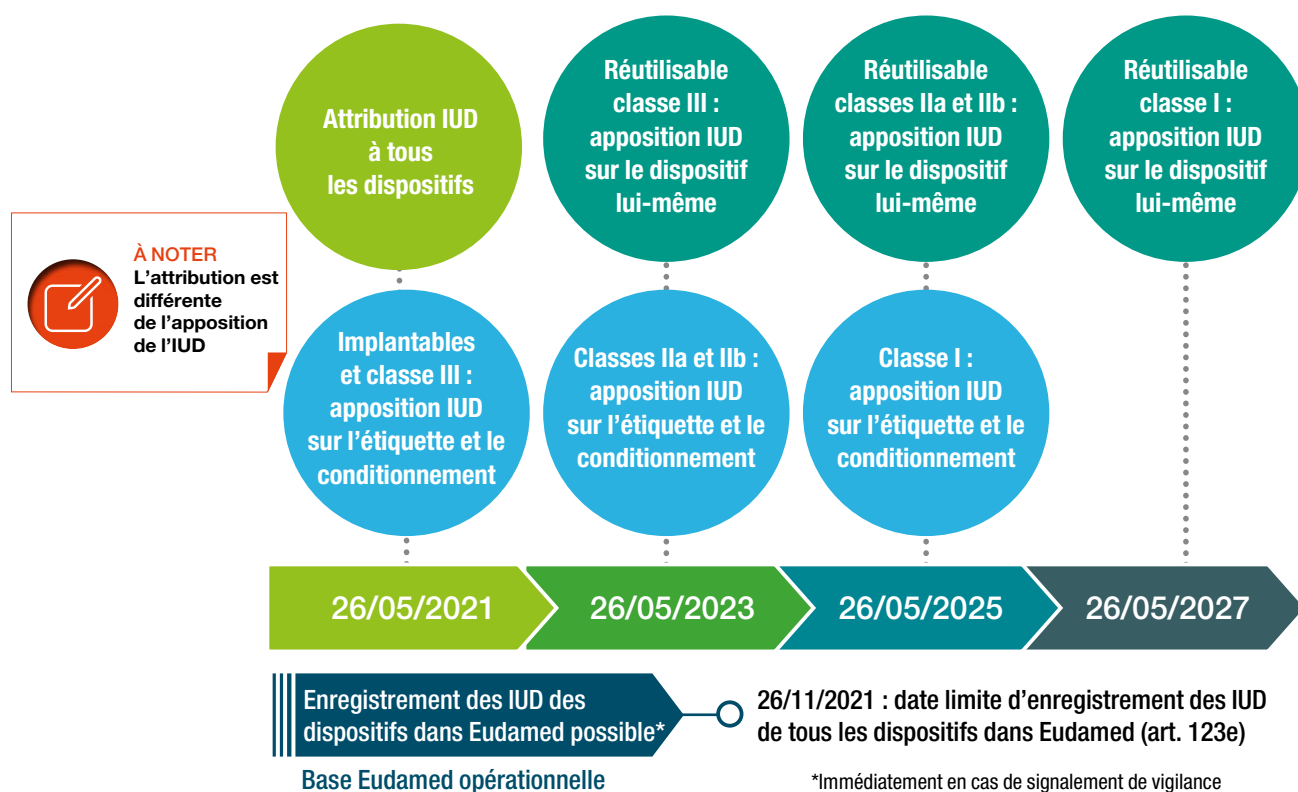 Attribution IUD
à tous
les dispositifs
Réutilisable
classe III :
apposition IUD
sur le dispositif
lui-même
Réutilisable
classes IIa et IIb :
apposition IUD
sur le dispositif
lui-même
Réutilisable
classe I :
apposition IUD
sur le dispositif
lui-même
À NOTER
L’attribution est
différente
de l’apposition
de l’IUD
Implantables
et classe III :
apposition IUD
sur l’étiquette et le
conditionnement
Classes IIa et IIb :
apposition IUD
sur l’étiquette et le
conditionnement
Classe I :
apposition IUD
sur l’étiquette et le
conditionnement
26/05/2021
26/05/2023
26/05/2025
26/05/2027
Enregistrement des IUD des
dispositifs dans Eudamed possible*
26/11/2021 : date limite d’enregistrement des IUD
de tous les dispositifs dans Eudamed (art. 123e)
Base Eudamed opérationnelle
*Immédiatement en cas de signalement de vigilance